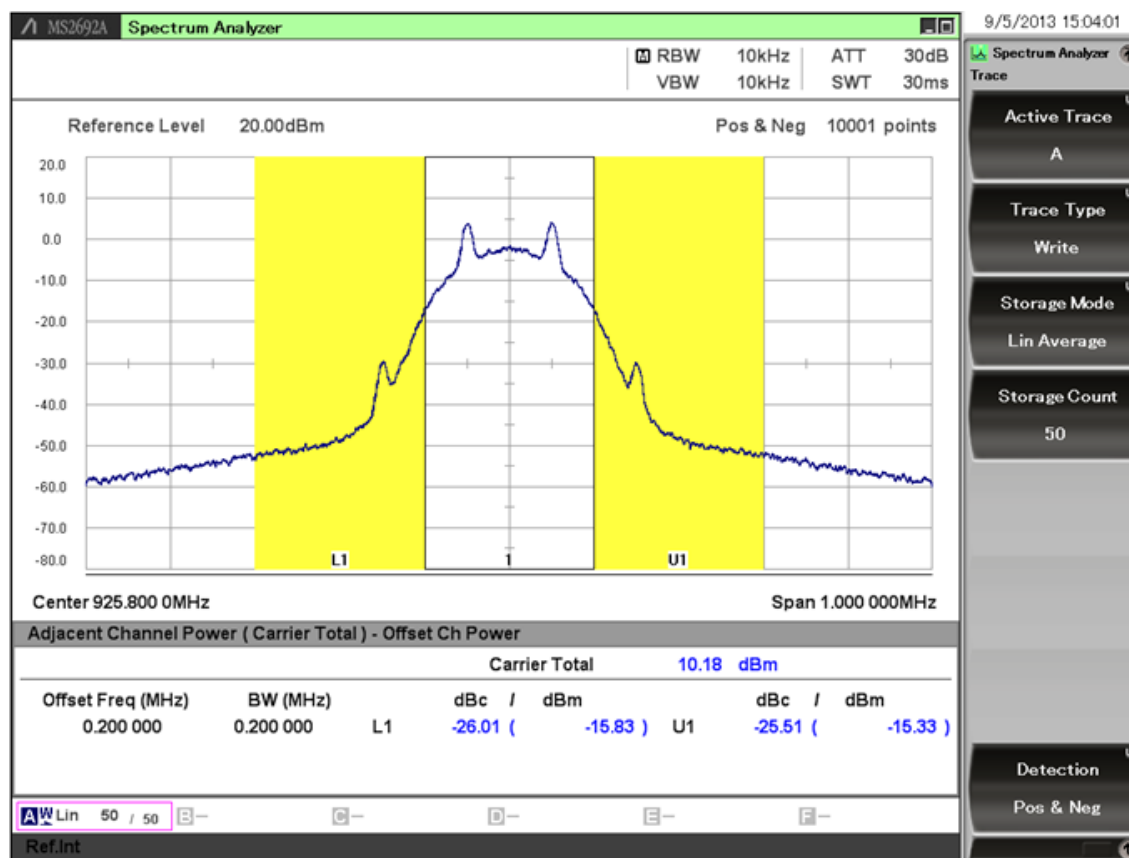 MS2692A Spectrum Analyzer
9/5/2013 15:04:01
A RBW 10kHz ATT 30dB
VBW 10kHz SWT 30ms
Reference Level 20.00dBm Pos & Neg 10001 points
20.0
10.0
0.0
-10.0
-20.0
-30.0
-40.0
-50.0
-60.0
-70.0
-80.0
L1 1 U1
Center 925.800 0MHz Span 1.000 000MHz
Adjacent Channel Power ( Carrier Total ) - Offset Ch Power
Carrier Total 10.18 dBm
Offset Freq (MHz) BW (MHz) dBc / dBm dBc / dBm
0.200 000 0.200 000 L1 -26.01 ( -15.83 ) U1 -25.51 ( -15.33 )
A W Lin 50 / 50 B- C- D- E- F-
Ref.Int
Spectrum Analyzer
Trace
Active Trace
A
Trace Type
Write
Storage Mode
Lin Average
Storage Count
50
Detection
Pos & Neg